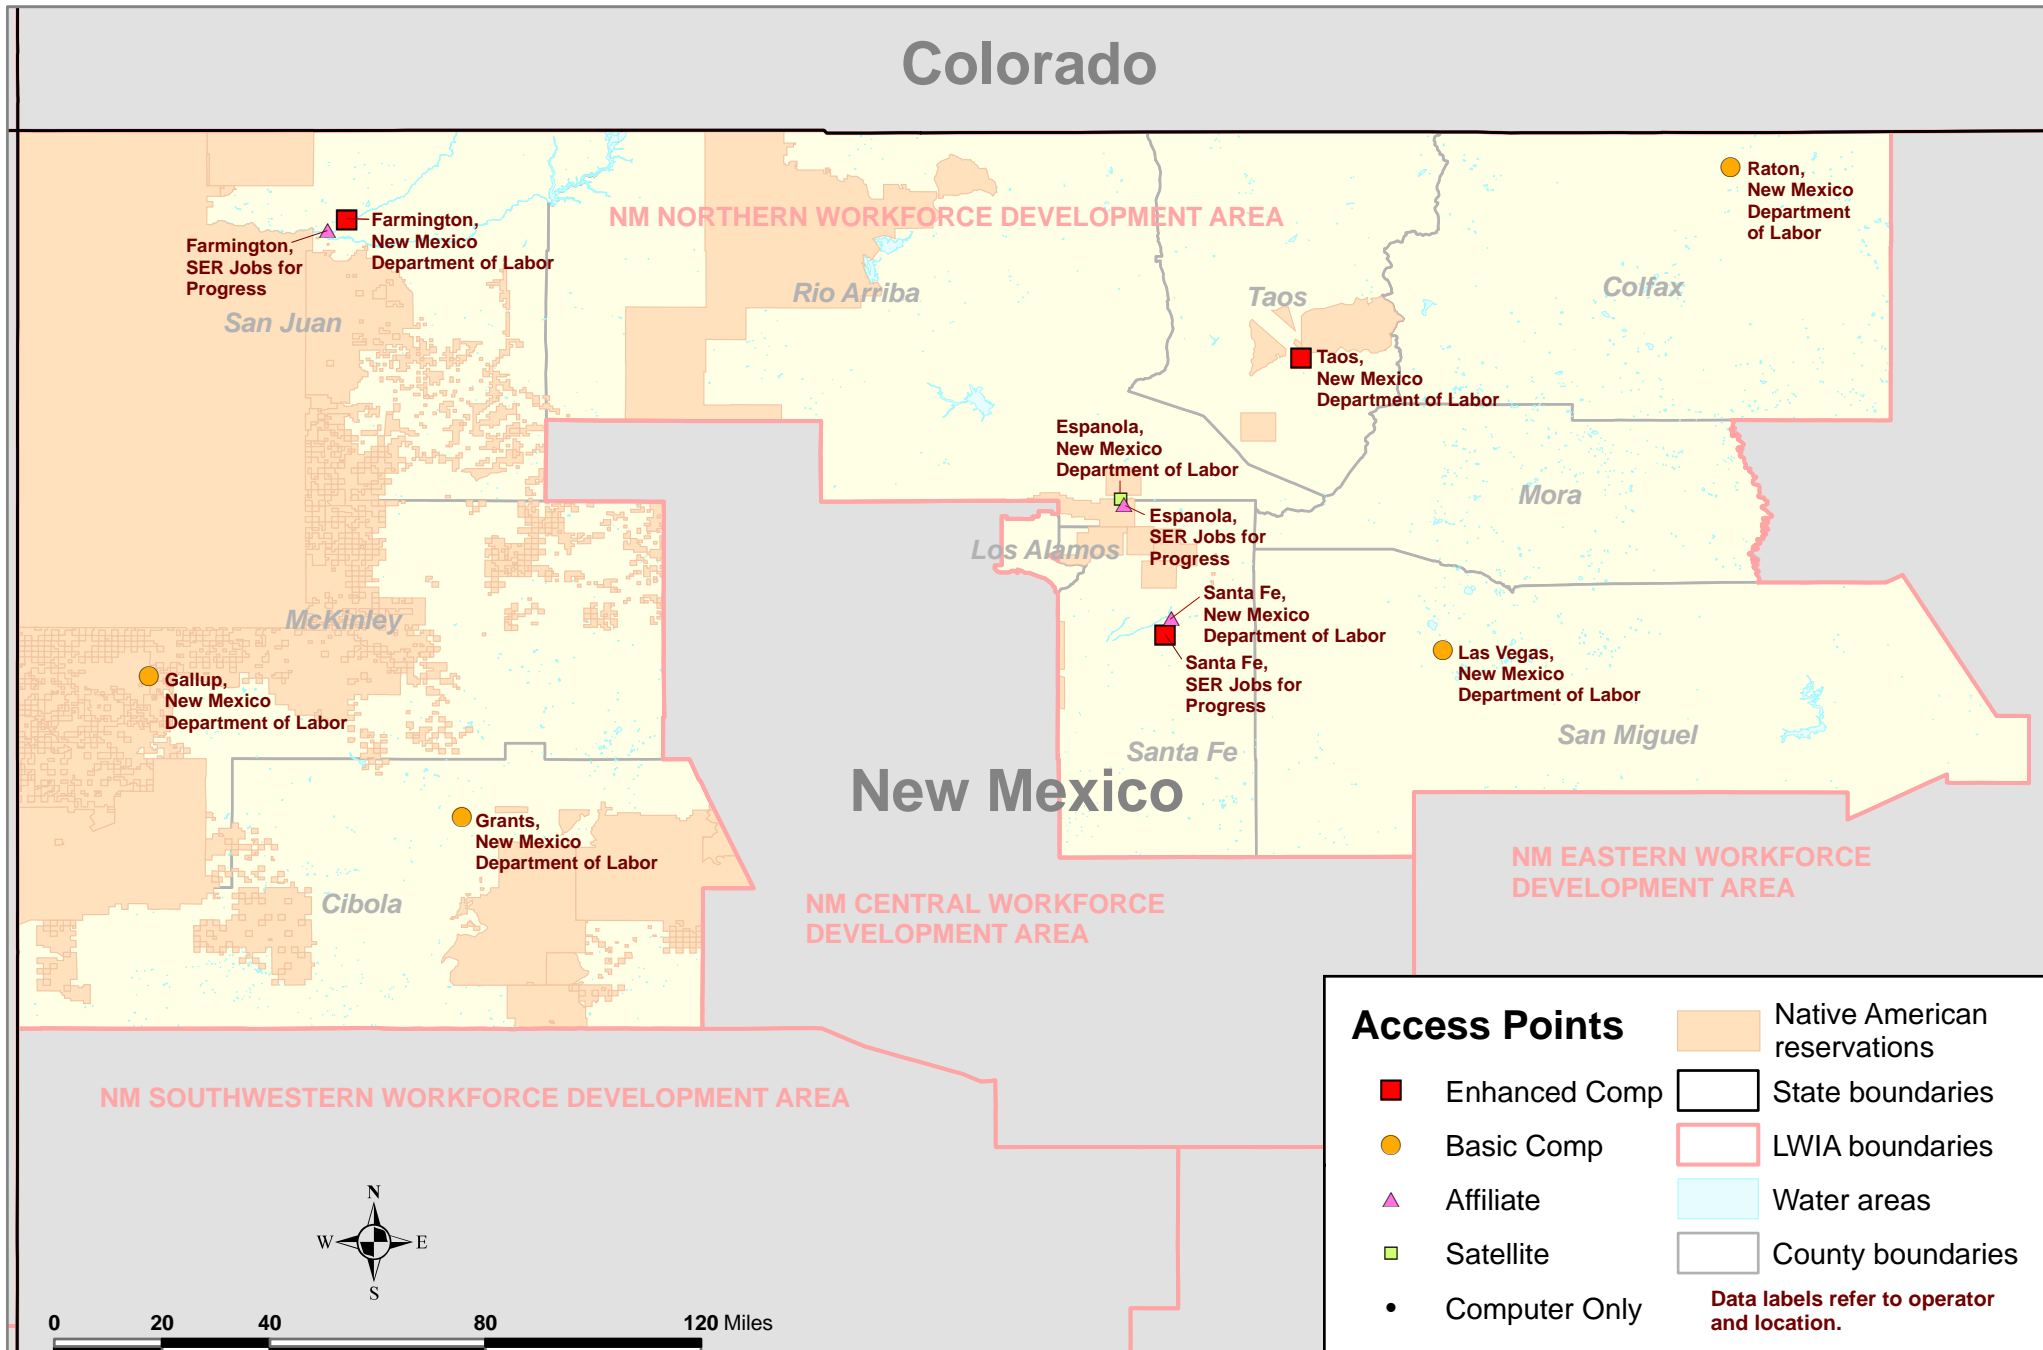 Colorado
Raton,
New Mexico
Department
of Labor
NM NORTHERN WORKFORCE DEVELOPMENT AREA
Farmington,
New Mexico
Department of Labor
Farmington,
SER Jobs for
Progress
San Juan
Rio Arriba
Taos
Colfax
Taos,
New Mexico
Department of Labor
Espanola,
New Mexico
Department of Labor
Mora
Espanola,
SER Jobs for
Progress
Los Alamos
Santa Fe,
New Mexico
Department of Labor
McKinley
Santa Fe,
SER Jobs for
Progress
Las Vegas,
New Mexico
Department of Labor
Gallup,
New Mexico
Department of Labor
San Miguel
Santa Fe
New Mexico
Grants,
New Mexico
Department of Labor
Cibola
NM EASTERN WORKFORCE
DEVELOPMENT AREA
NM CENTRAL WORKFORCE
DEVELOPMENT AREA
NM SOUTHWESTERN WORKFORCE DEVELOPMENT AREA
Access Points
Enhanced Comp
Basic Comp
Affiliate
Satellite
Computer Only
Native American
reservations
State boundaries
LWIA boundaries
Water areas
County boundaries
Data labels refer to operator
and location.
N
W E
S
0 20 40 80 120 Miles